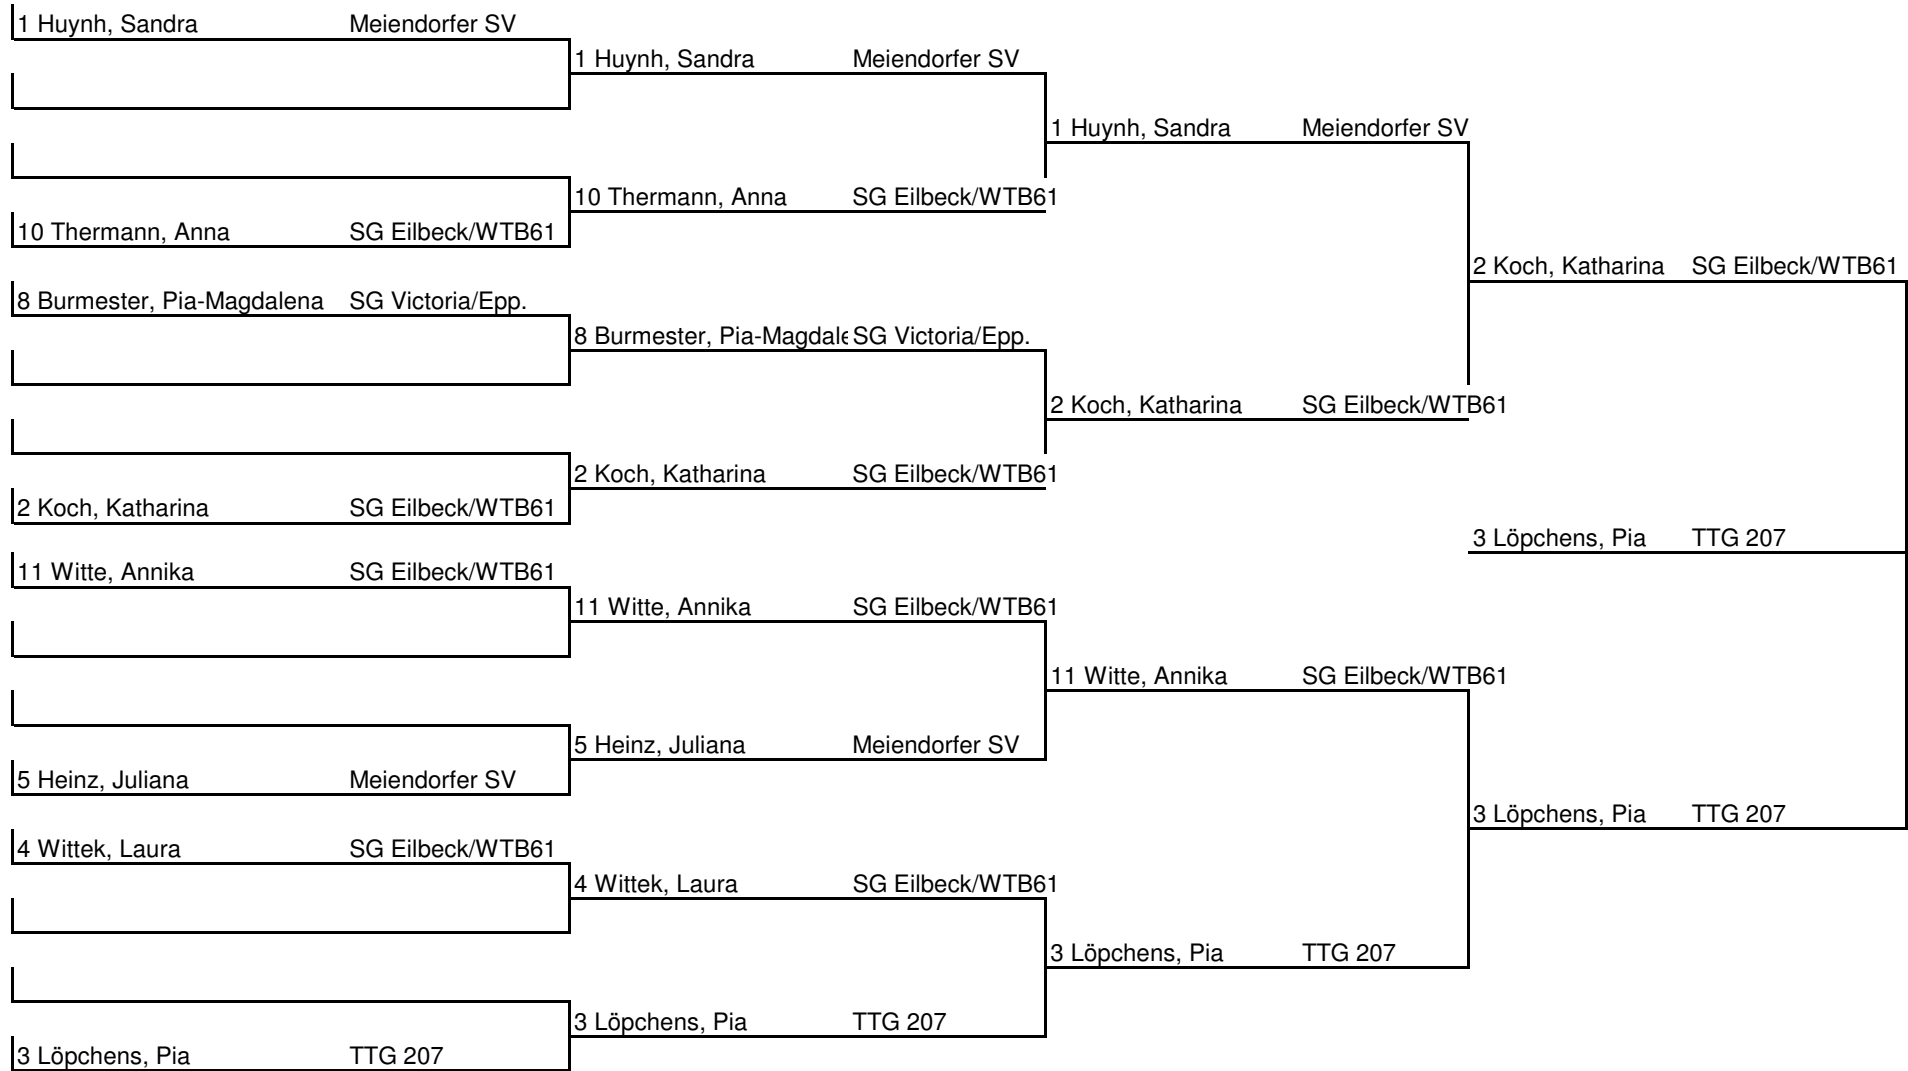 1 Huynh, Sandra Meiendorfer SV
1 Huynh, Sandra Meiendorfer SV
1 Huynh, Sandra Meiendorfer SV
10 Thermann, Anna SG Eilbeck/WTB61
10 Thermann, Anna SG Eilbeck/WTB61
2 Koch, Katharina SG Eilbeck/WTB61
8 Burmester, Pia-Magdalena SG Victoria/Epp.
8 Burmester, Pia-Magdale SG Victoria/Epp.
2 Koch, Katharina SG Eilbeck/WTB61
2 Koch, Katharina SG Eilbeck/WTB61
2 Koch, Katharina SG Eilbeck/WTB61
3 Löpchens, Pia TTG 207
11 Witte, Annika SG Eilbeck/WTB61
11 Witte, Annika SG Eilbeck/WTB61
11 Witte, Annika SG Eilbeck/WTB61
5 Heinz, Juliana Meiendorfer SV
5 Heinz, Juliana Meiendorfer SV
3 Löpchens, Pia TTG 207
4 Wittek, Laura SG Eilbeck/WTB61
4 Wittek, Laura SG Eilbeck/WTB61
3 Löpchens, Pia TTG 207
3 Löpchens, Pia TTG 207
3 Löpchens, Pia TTG 207